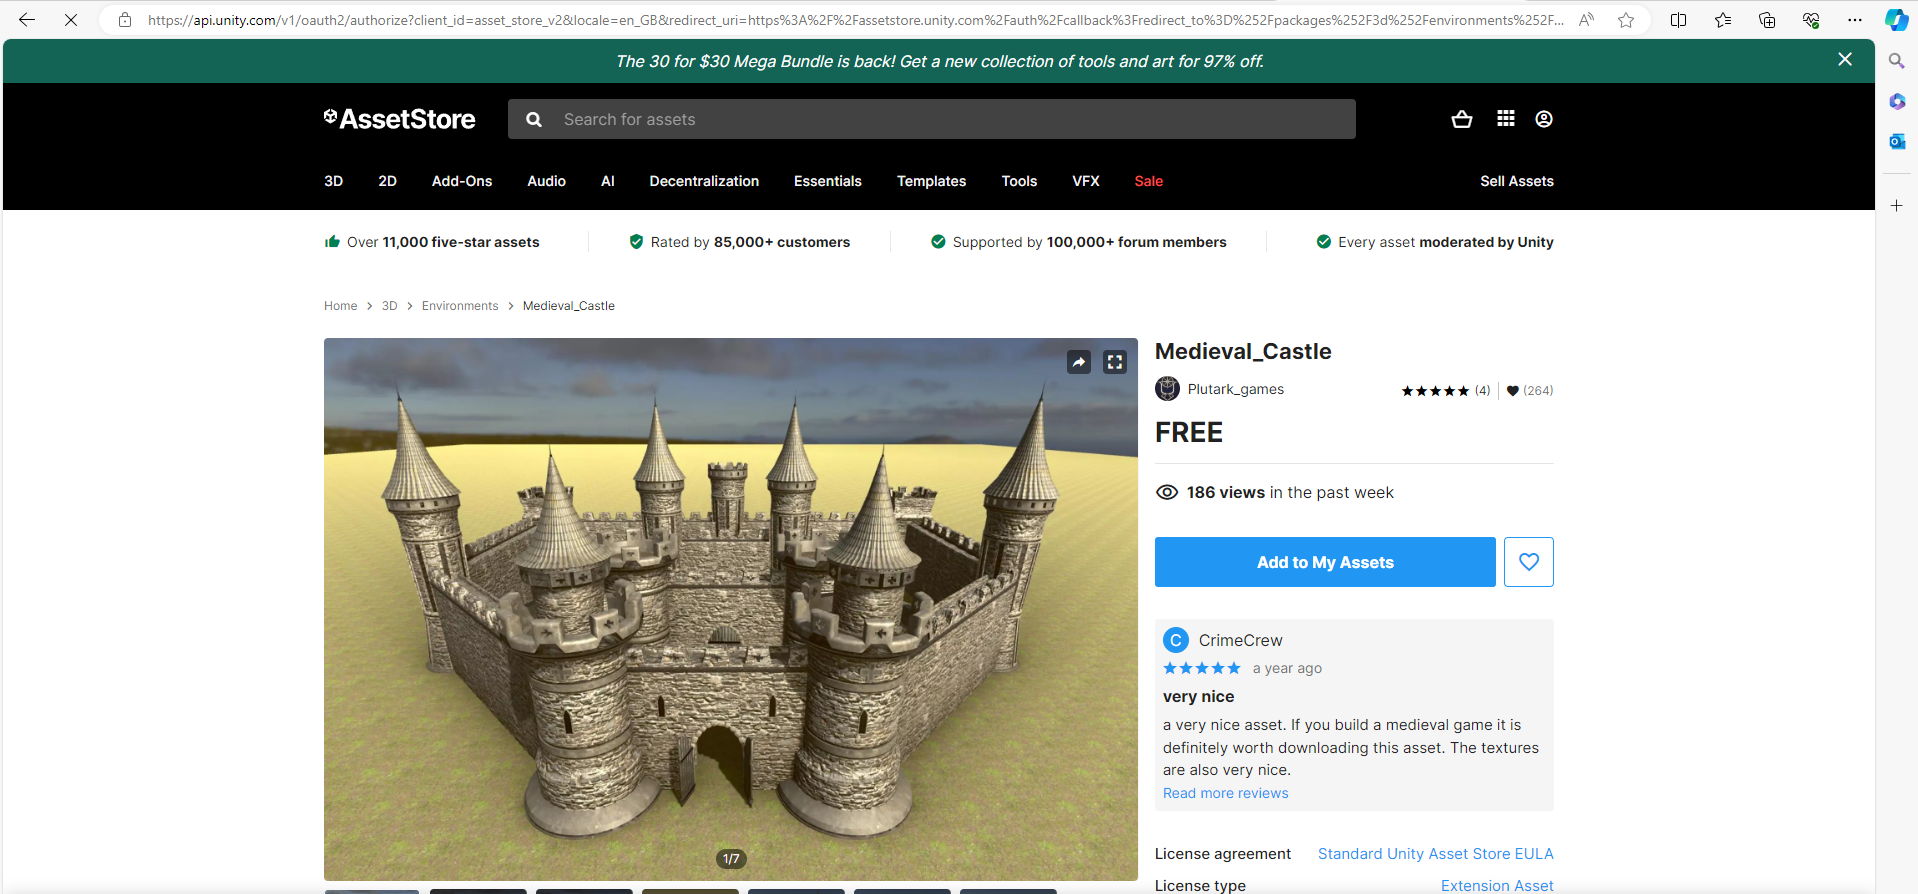 https://api.unity.com/v1/oauth2/authorize?client_id=asset_store_v2&locale=en_GB&redirect_uri=https%3A%2F%2Fassetstore.unity.com%2Fauth%2Fcallback%3Fredirect_to%3D%252Fpackages%252F3d%252Fenvironments%252F...
The 30 for $30 Mega Bundle is back! Get a new collection of tools and art for 97% off.
AssetStore
Search for assets
3D 2D Add-Ons Audio AI Decentralization Essentials Templates Tools VFX Sale Sell Assets
Over 11,000 five-star assets
Rated by 85,000+ customers
Supported by 100,000+ forum members
Every asset moderated by Unity
Home > 3D > Environments > Medieval_Castle
1/7
Medieval_Castle
Plutark_games
(4) (264)
FREE
186 views in the past week
Add to My Assets
C CrimeCrew
a year ago
very nice
a very nice asset. If you build a medieval game it is
definitely worth downloading this asset. The textures
are also very nice.
Read more reviews
License agreement Standard Unity Asset Store EULA
License type Extension Asset